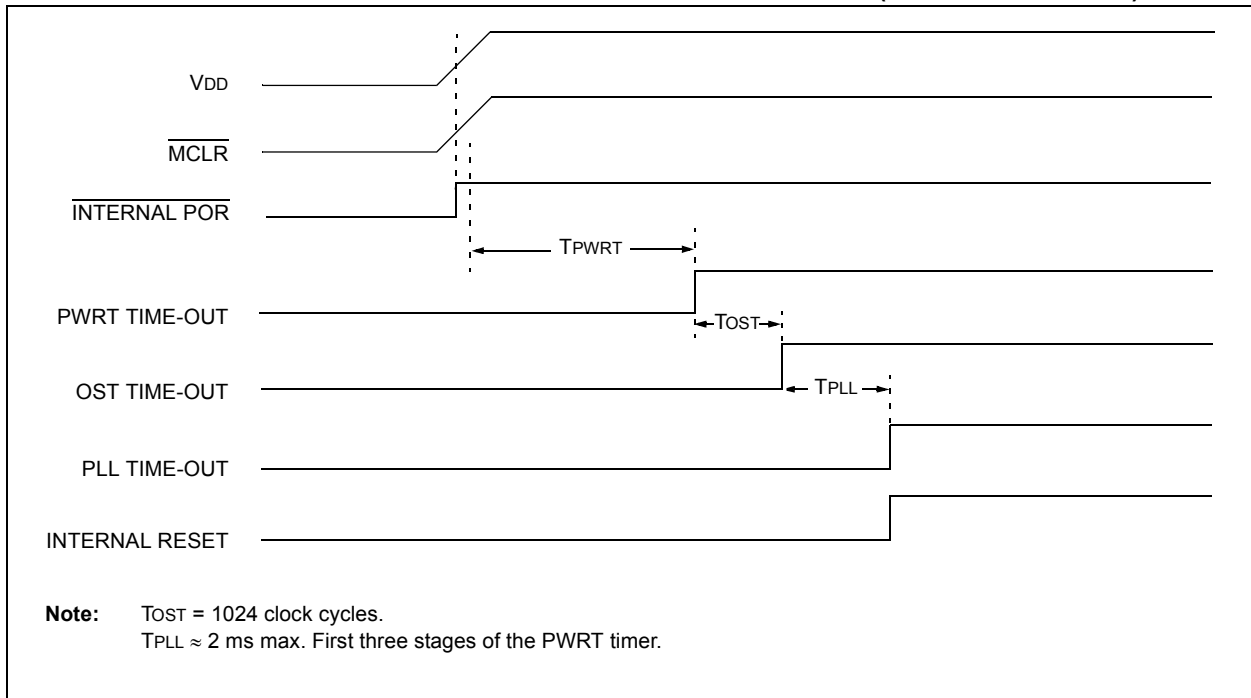 VDD
MCLR
INTERNAL POR
TPWRT
PWRT TIME-OUT
TOST
OST TIME-OUT
TPLL
PLL TIME-OUT
INTERNAL RESET
Note: TOST = 1024 clock cycles.
TPLL ≈ 2 ms max. First three stages of the PWRT timer.